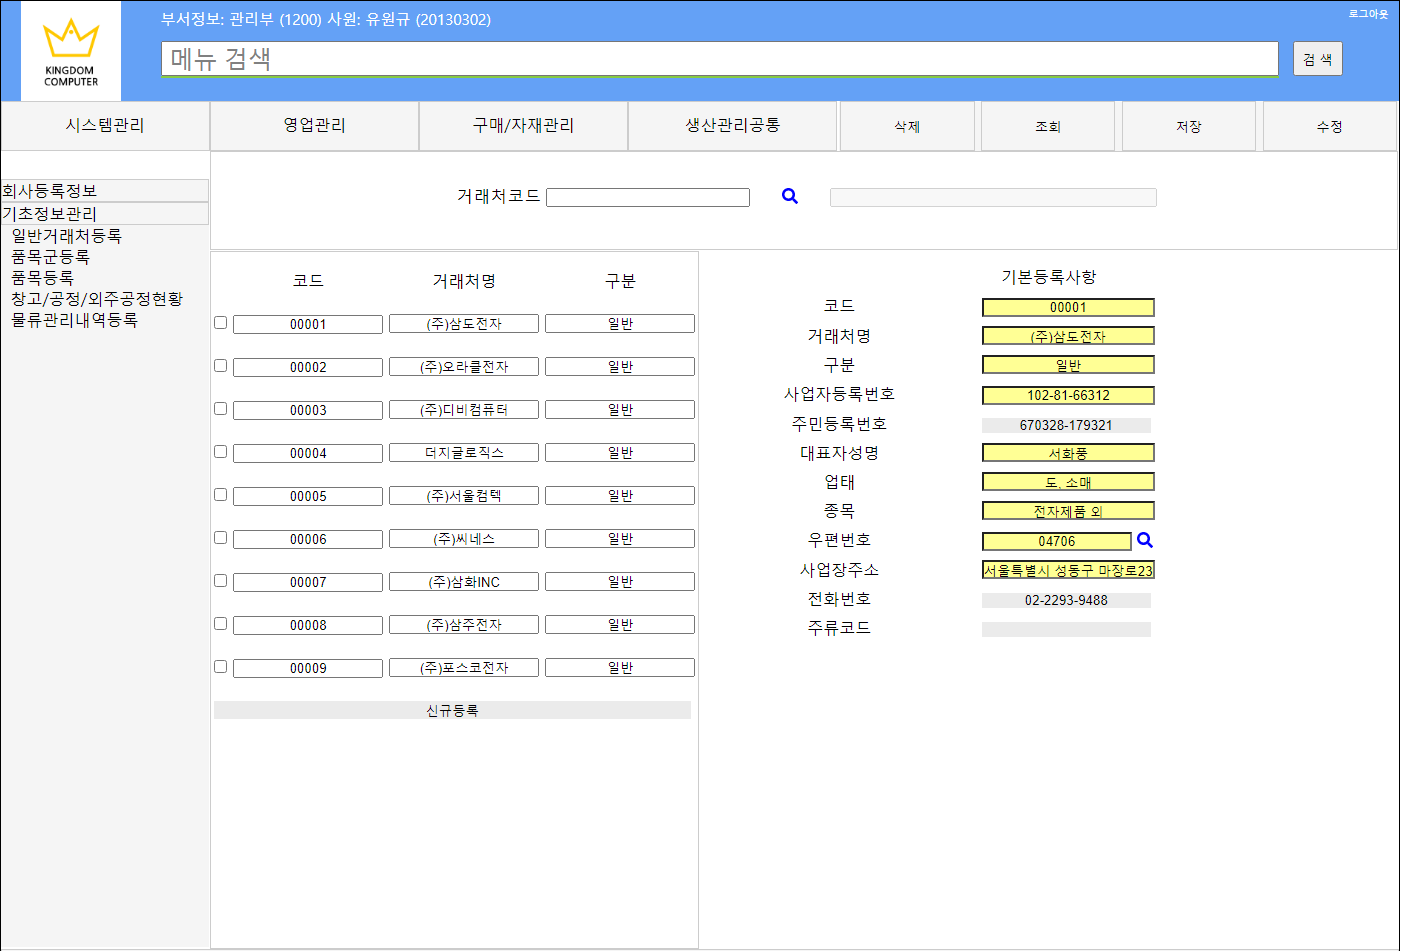 부서정보: 관리부 (1200) 사원: 유원규 (20130302)
로그아웃
KINGDOM
COMPUTER
메뉴 검색
검 색
시스템관리 영업관리 구매/자재관리 생산관리공통 삭제 조회 저장 수정
회사등록정보
기초정보관리
일반거래처등록
품목군등록
품목등록
창고/공정/외주공정현황
물류관리내역등록
거래처코드
코드 거래처명 구분
00001 (주)삼도전자 일반
00002 (주)오라클전자 일반
00003 (주)디비컴퓨터 일반
00004 더지글로직스 일반
00005 (주)서울컴텍 일반
00006 (주)씨네스 일반
00007 (주)삼화INC 일반
00008 (주)삼주전자 일반
00009 (주)포스코전자 일반
신규등록
기본등록사항
코드 00001
거래처명 (주)삼도전자
구분 일반
사업자등록번호 102-81-66312
주민등록번호 670328-179321
대표자성명 서화풍
업태 도, 소매
종목 전자제품 외
우편번호 04706
사업장주소 서울특별시 성동구 마장로23
전화번호 02-2293-9488
주류코드